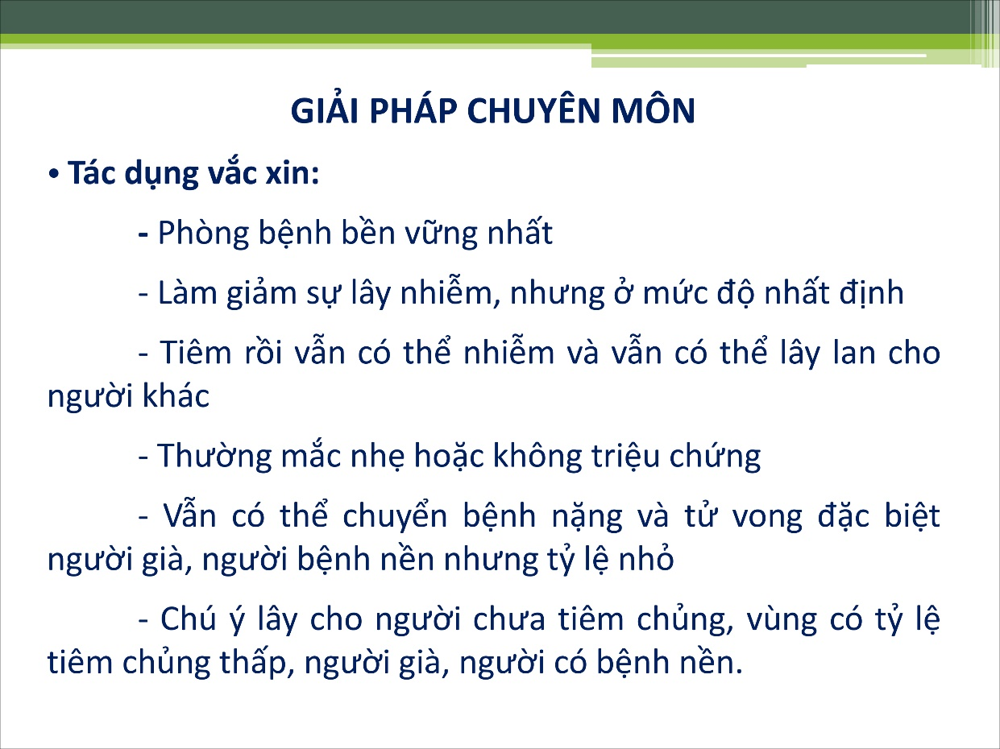 GIẢI PHÁP CHUYÊN MÔN
• Tác dụng vắc xin:
- Phòng bệnh bền vững nhất
- Làm giảm sự lây nhiễm, nhưng ở mức độ nhất định
- Tiêm rồi vẫn có thể nhiễm và vẫn có thể lây lan cho
người khác
- Thường mắc nhẹ hoặc không triệu chứng
- Vẫn có thể chuyển bệnh nặng và tử vong đặc biệt
người già, người bệnh nền nhưng tỷ lệ nhỏ
- Chú ý lây cho người chưa tiêm chủng, vùng có tỷ lệ
tiêm chủng thấp, người già, người có bệnh nền.